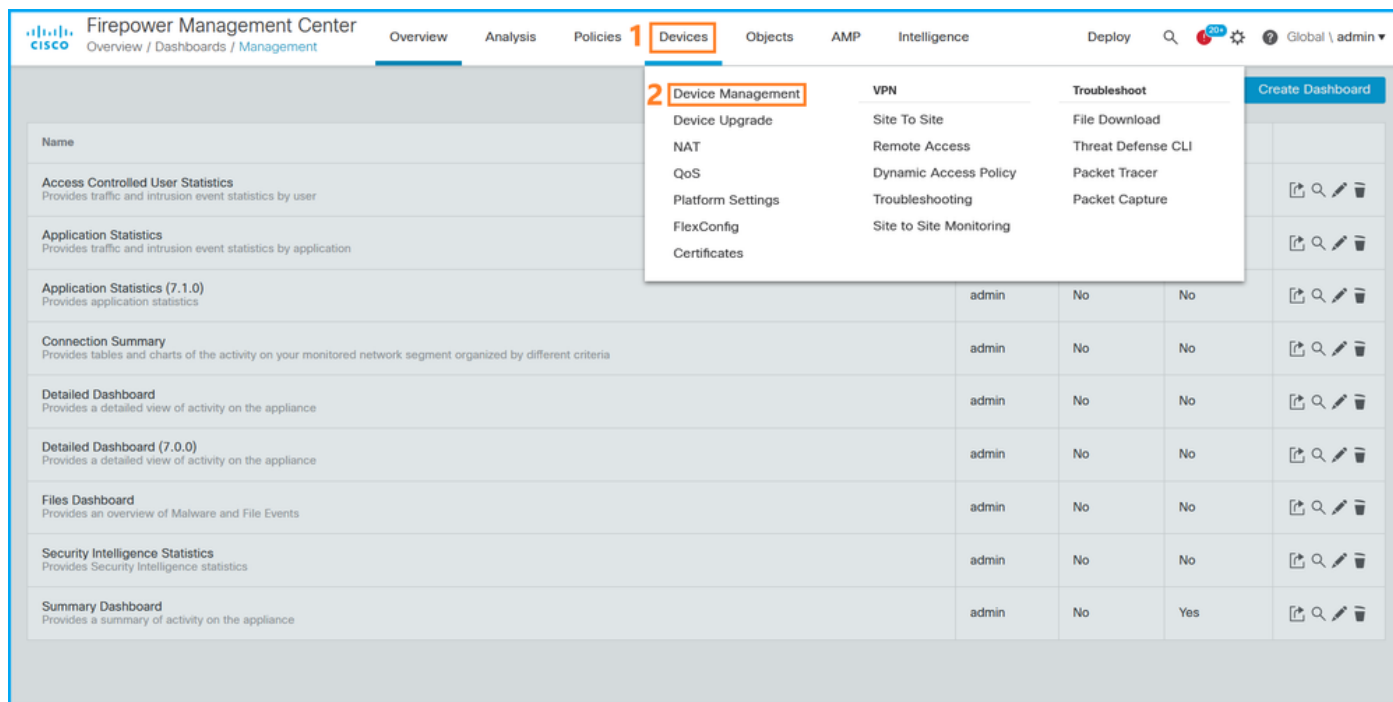 Firepower Management Center
CISCO
Overview / Dashboards / Management
Overview
Analysis
Policies
1
Devices
Objects
AMP
Intelligence
Deploy
20+
Global \ admin
2
Device Management
Device Upgrade
NAT
QoS
Platform Settings
FlexConfig
Certificates
VPN
Site To Site
Remote Access
Dynamic Access Policy
Troubleshooting
Site to Site Monitoring
Troubleshoot
File Download
Threat Defense CLI
Packet Tracer
Packet Capture
Create Dashboard
Name
Access Controlled User Statistics
Provides traffic and intrusion event statistics by user
Application Statistics
Provides traffic and intrusion event statistics by application
Application Statistics (7.1.0)
Provides application statistics
admin No No
Connection Summary
Provides tables and charts of the activity on your monitored network segment organized by different criteria
admin No No
Detailed Dashboard
Provides a detailed view of activity on the appliance
admin No No
Detailed Dashboard (7.0.0)
Provides a detailed view of activity on the appliance
admin No No
Files Dashboard
Provides an overview of Malware and File Events
admin No No
Security Intelligence Statistics
Provides Security Intelligence statistics
admin No No
Summary Dashboard
Provides a summary of activity on the appliance
admin No Yes